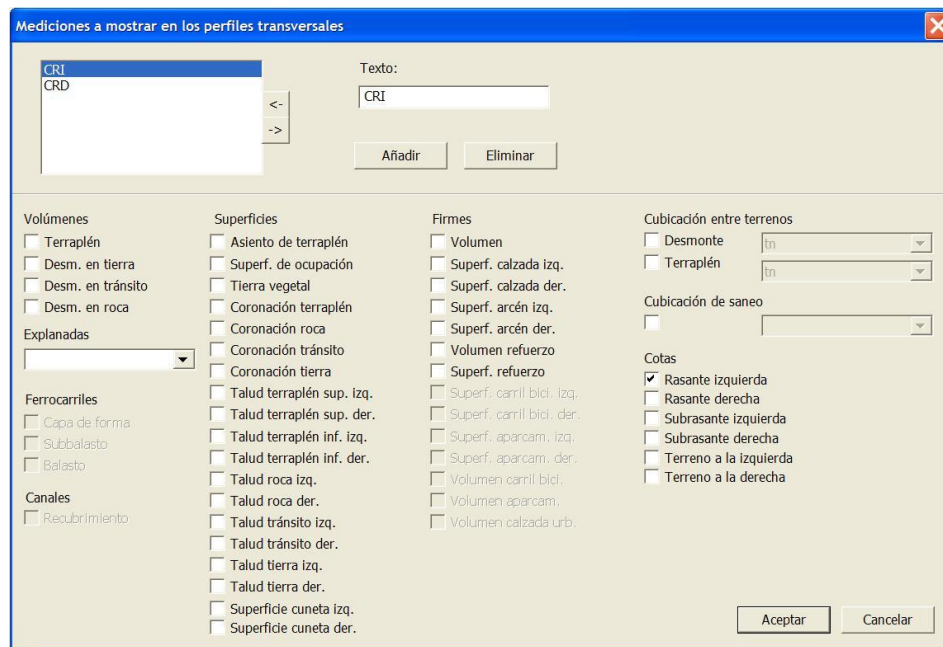 Mediciones a mostrar en los perfiles transversales
CRI
CRD
<-
->
Texto:
CRI
Añadir
Eliminar
Volúmenes
Terraplén
Desm. en tierra
Desm. en tránsito
Desm. en roca
Explanadas
Ferrocarriles
Capa de forma
Subbalasto
Balasto
Canales
Recubrimiento
Superficies
Asiento de terraplén
Superf. de ocupación
Tierra vegetal
Coronación terraplén
Coronación roca
Coronación tránsito
Coronación tierra
Talud terraplén sup. izq.
Talud terraplén sup. der.
Talud terraplén inf. izq.
Talud terraplén inf. der.
Talud roca izq.
Talud roca der.
Talud tránsito izq.
Talud tránsito der.
Talud tierra izq.
Talud tierra der.
Superficie cuneta izq.
Superficie cuneta der.
Firmes
Volumen
Superf. calzada izq.
Superf. calzada der.
Superf. arcén izq.
Superf. arcén der.
Volumen refuerzo
Superf. refuerzo
Superf. carril bici. izq.
Superf. carril bici. der.
Superf. aparcam. izq.
Superf. aparcam. der.
Volumen carril bici.
Volumen aparcam.
Volumen calzada urb.
Cubicación entre terrenos
Desmonte tn
Terraplén tn
Cubicación de saneo
Cotas
Rasante izquierda
Rasante derecha
Subrasante izquierda
Subrasante derecha
Terreno a la izquierda
Terreno a la derecha
Aceptar
Cancelar